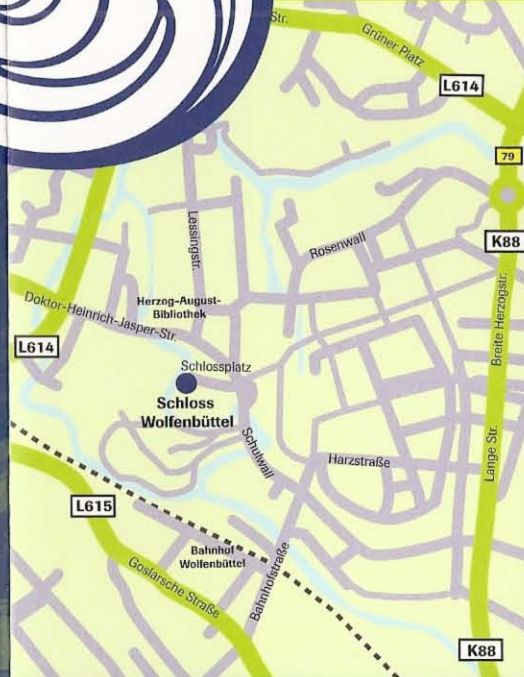 Str.
Grüner Platz
L614
79
K88
Lessingstr.
Rosenwall
Breite Herzogstr.
Herzog-August-
Bibliothek
Doktor-Heinrich-Jasper-Str.
L614
Schlossplatz
Schloss
Wolfenbüttel
Schulwall
Harzstraße
Lange Str.
L615
Bahnhof
Wolfenbüttel
Bahnhofstraße
Goslarsche Straße
K88